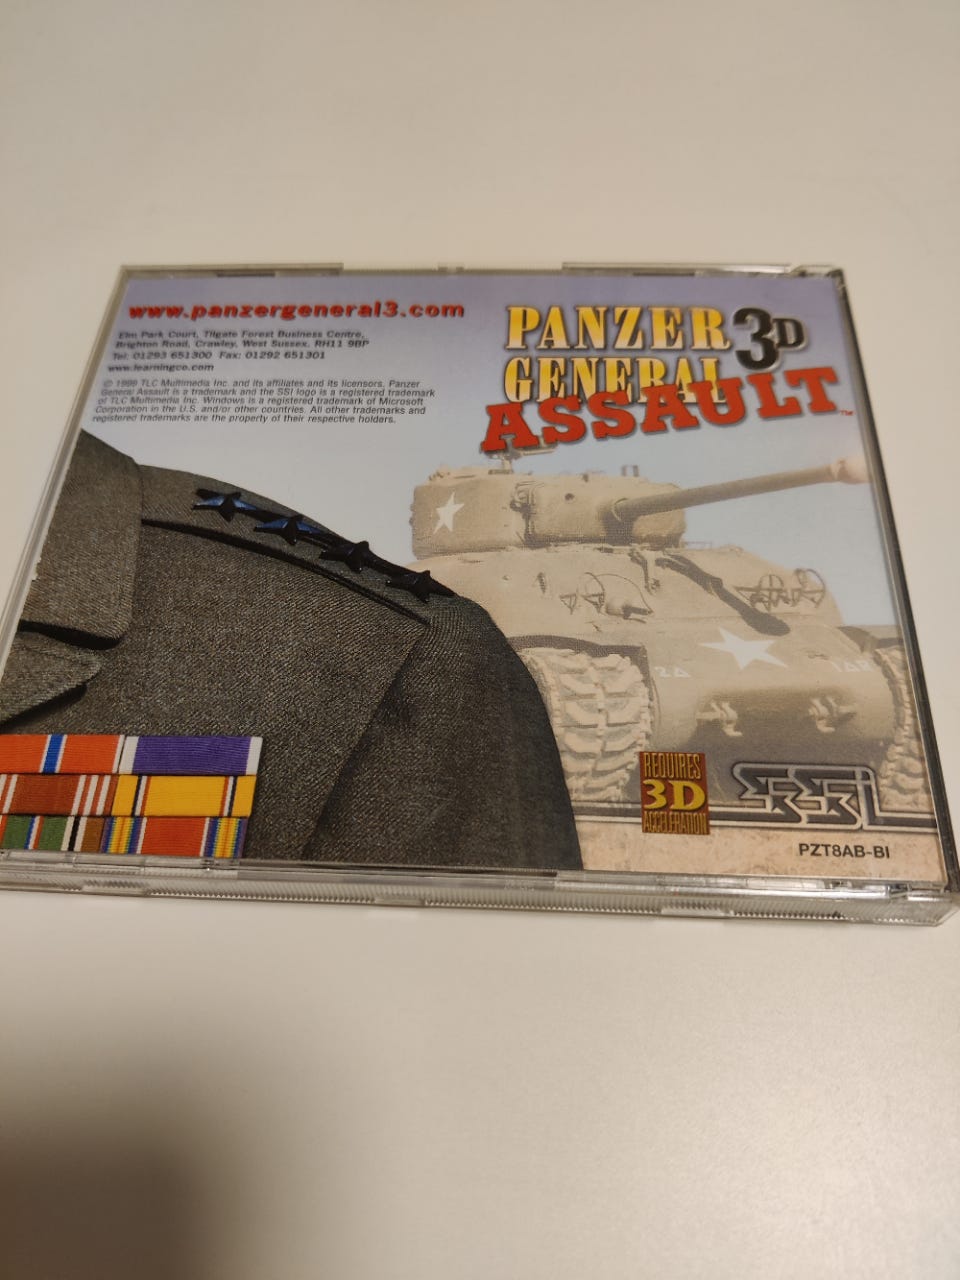 www.panzergeneral3.com
Elm Park Court, Tilgate Forest Business Centre,
Brighton Road, Crawley, West Sussex. RH11 9BP
Tel: 01293 651300 Fax: 01292 651301
www.learningco.com
© 1999 TLC Multimedia Inc. and its affiliates and its licensors. Panzer
General Assault is a trademark and the SSI logo is a registered trademark
of TLC Multimedia Inc. Windows is a registered trademark of Microsoft
Corporation in the U.S. and/or other countries. All other trademarks and
registered trademarks are the property of their respective holders.
PANZER 3D
GENERAL
ASSAULT™
REQUIRES
3D
ACCELERATION
SSI
PZT8AB-BI